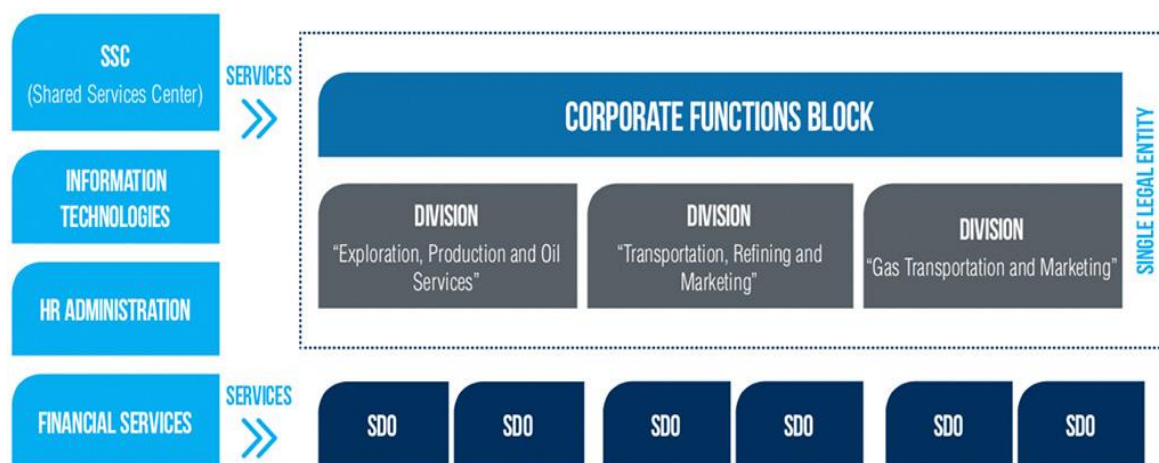 SSC
(Shared Services Center)
SERVICES
INFORMATION
TECHNOLOGIES
HR ADMINISTRATION
FINANCIAL SERVICES
SERVICES
CORPORATE FUNCTIONS BLOCK
DIVISION
“Exploration, Production and Oil
Services”
DIVISION
“Transportation, Refining and
Marketing”
DIVISION
“Gas Transportation and Marketing”
SINGLE LEGAL ENTITY
SDO
SDO
SDO
SDO
SDO
SDO